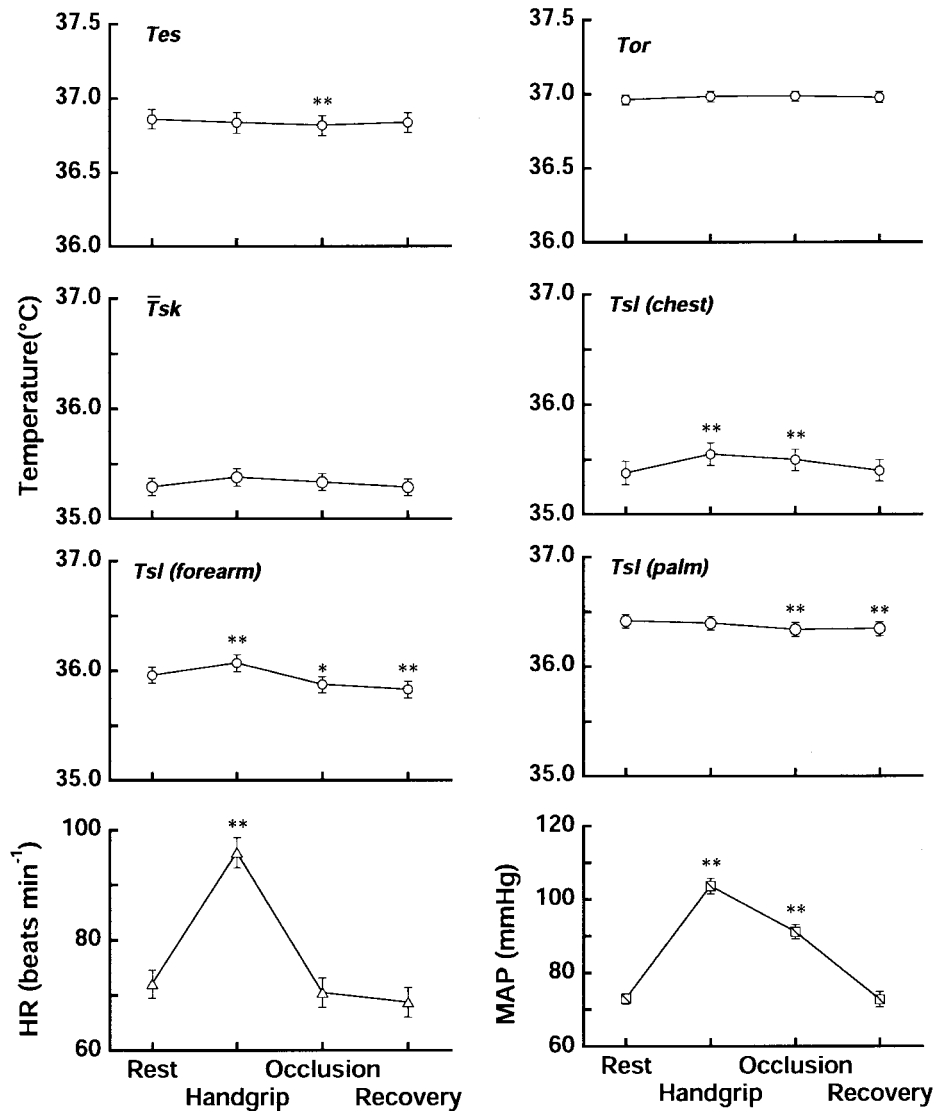 Tes
37.5
37.0
36.5
36.0
**
Tor
37.5
37.0
36.5
36.0
Temperature(°C)
T̅sk
37.0
36.0
35.0
Tsl (chest)
37.0
36.0
35.0
**
**
Tsl (forearm)
37.0
36.0
35.0
**
*
**
Tsl (palm)
37.0
36.0
35.0
**
**
HR (beats min⁻¹)
100
80
60
**
MAP (mmHg)
120
100
80
60
**
**
Rest
Occlusion
Handgrip
Recovery
Rest
Occlusion
Handgrip
Recovery